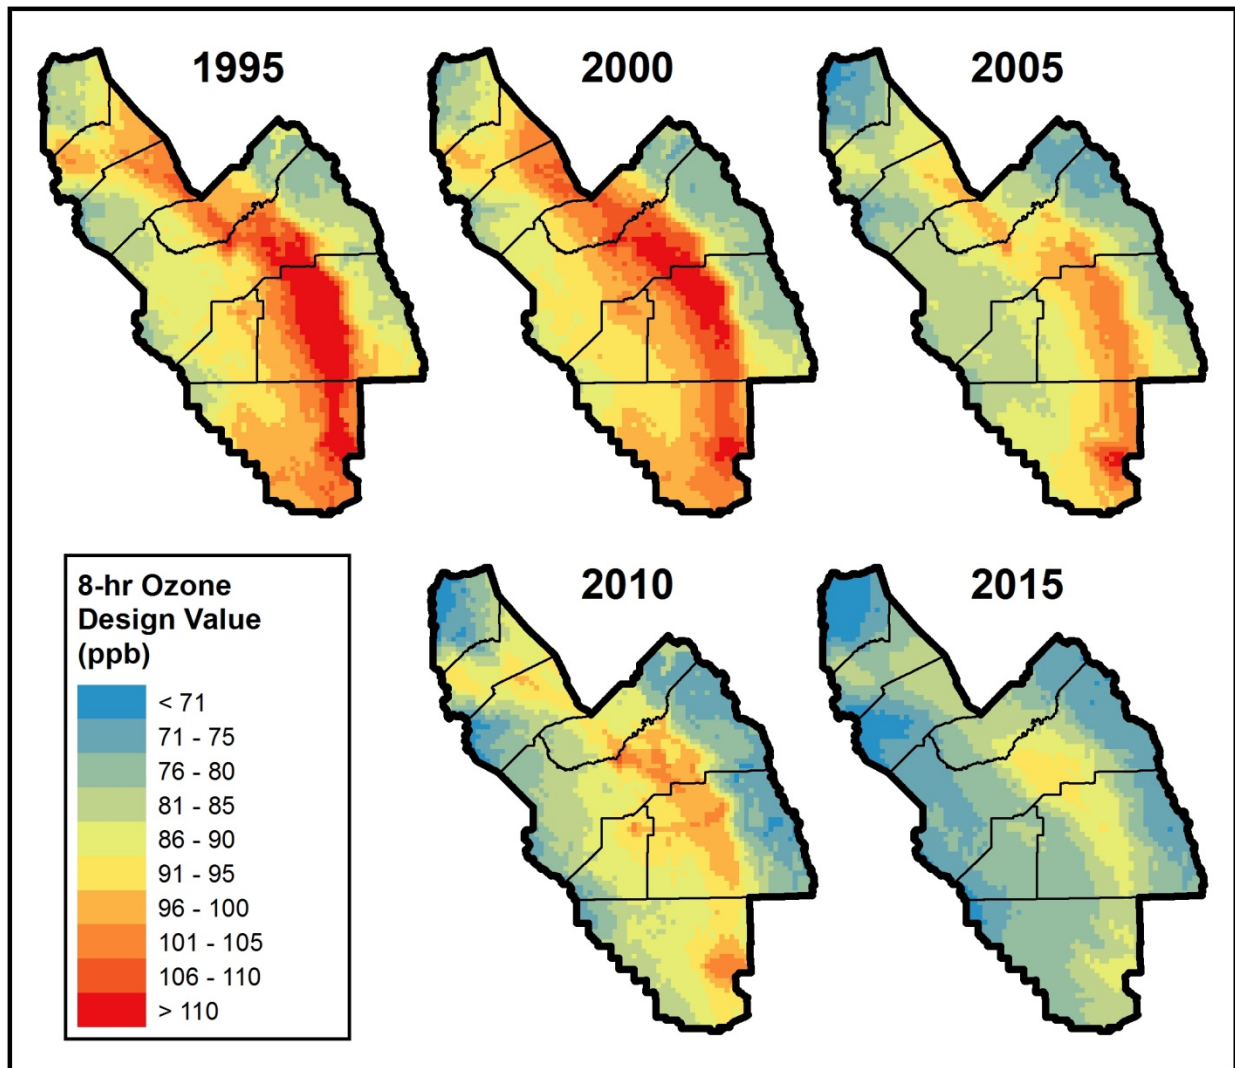 1995
2000
2005
8-hr Ozone
Design Value
(ppb)
< 71
71 - 75
76 - 80
81 - 85
86 - 90
91 - 95
96 - 100
101 - 105
106 - 110
> 110
2010
2015